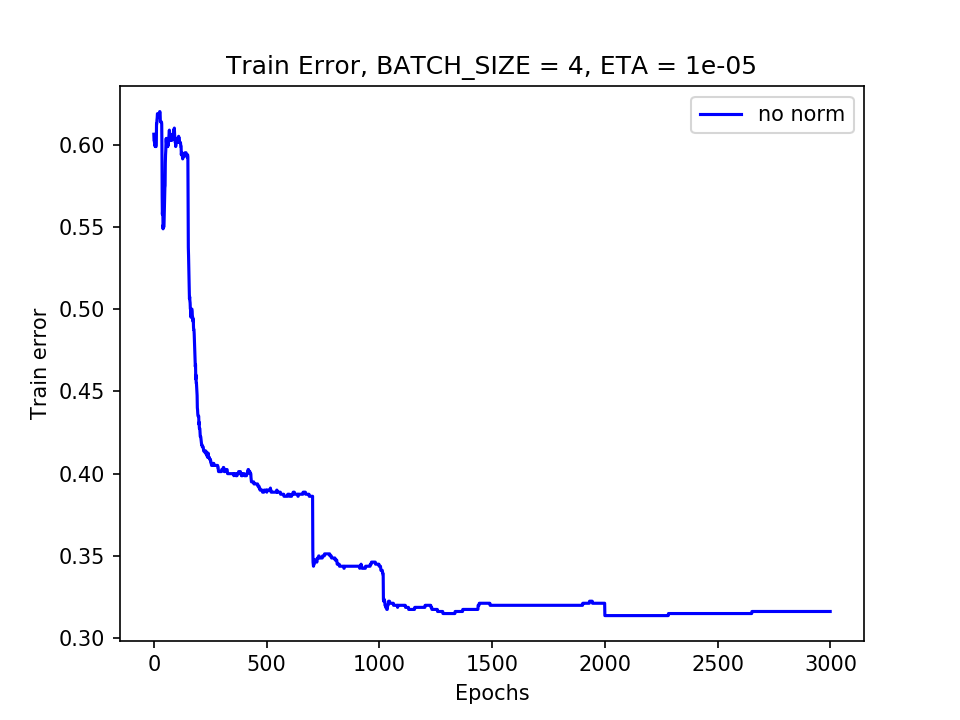 Train Error, BATCH_SIZE = 4, ETA = 1e-05
no norm
0.60
0.55
0.50
0.45
0.40
0.35
0.30
Train error
0 500 1000 1500 2000 2500 3000
Epochs